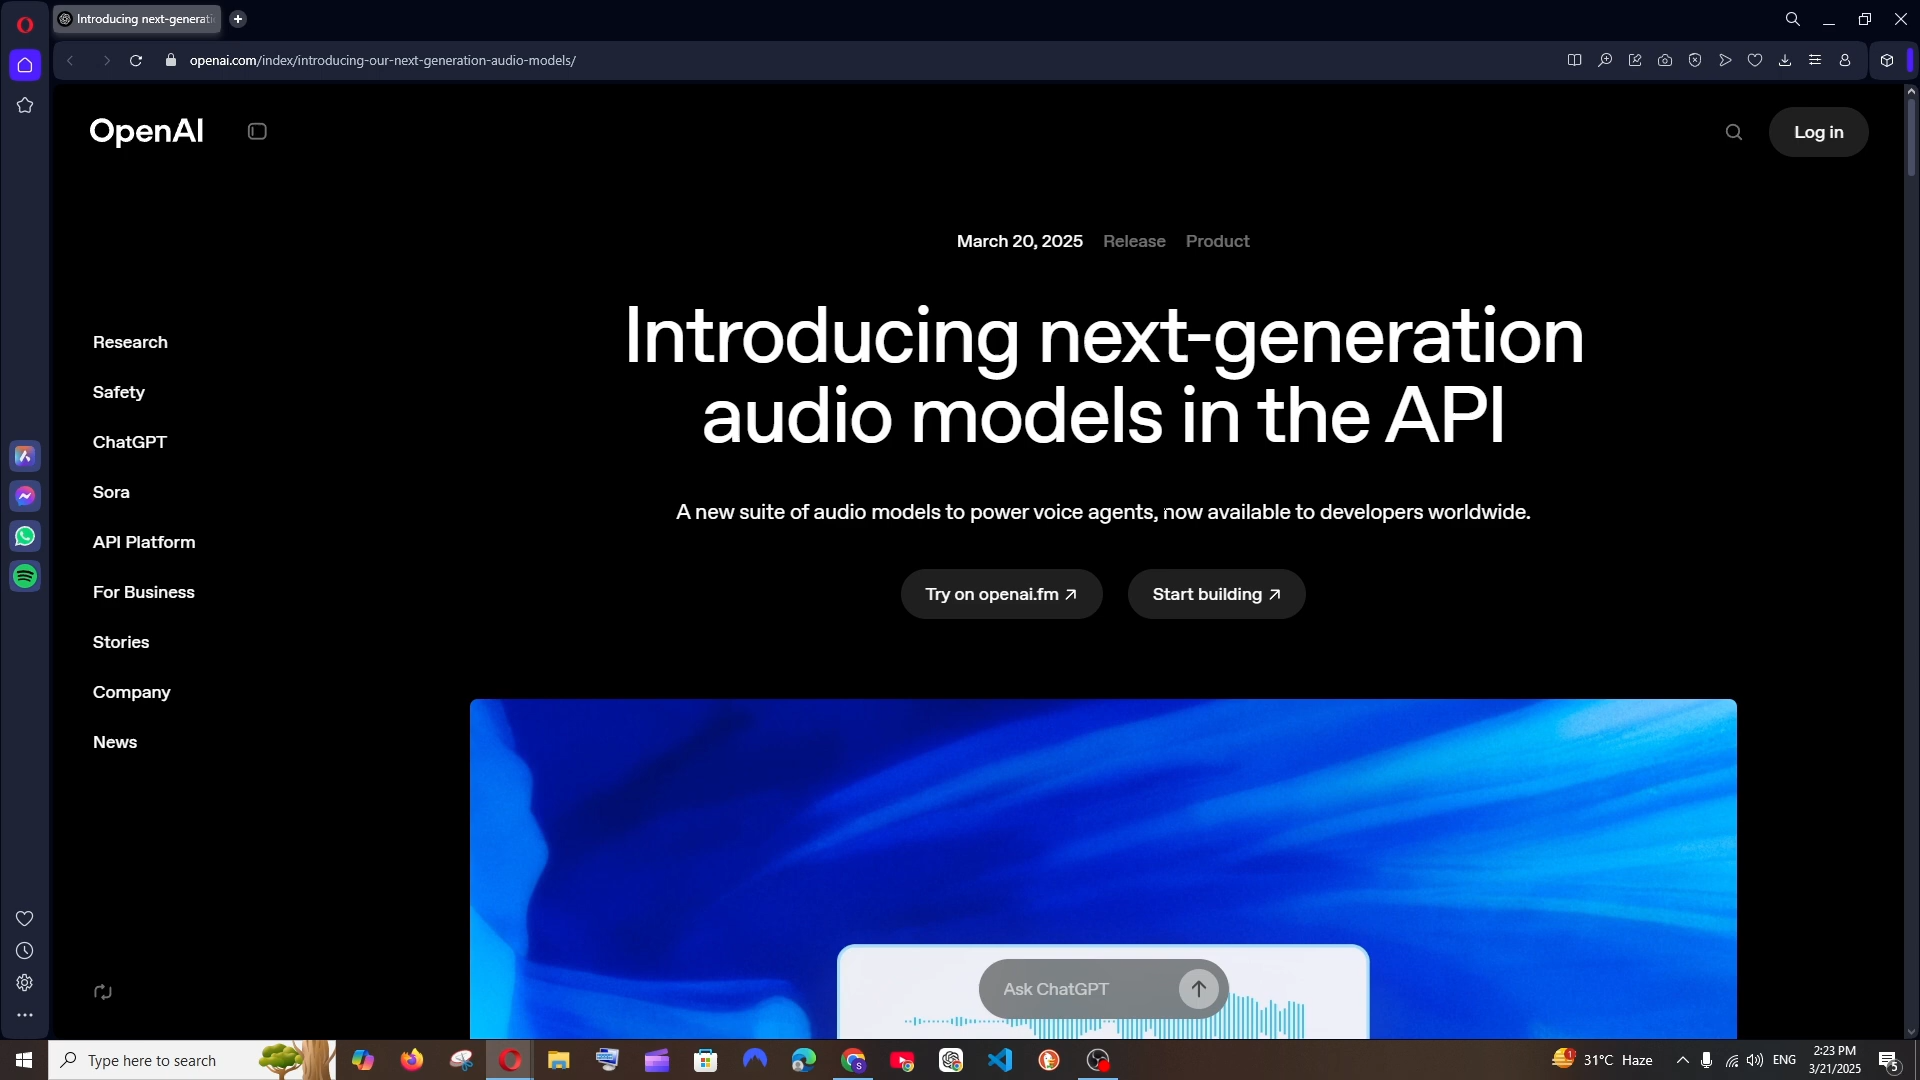 Introducing next-generati
openai.com/index/introducing-our-next-generation-audio-models/
OpenAI
Log in
March 20, 2025 Release Product
Introducing next-generation
audio models in the API
A new suite of audio models to power voice agents, now available to developers worldwide.
Try on openai.fm ↗ Start building ↗
Research
Safety
ChatGPT
Sora
API Platform
For Business
Stories
Company
News
Ask ChatGPT
Type here to search
31°C Haze
ENG
2:23 PM
3/21/2025
5